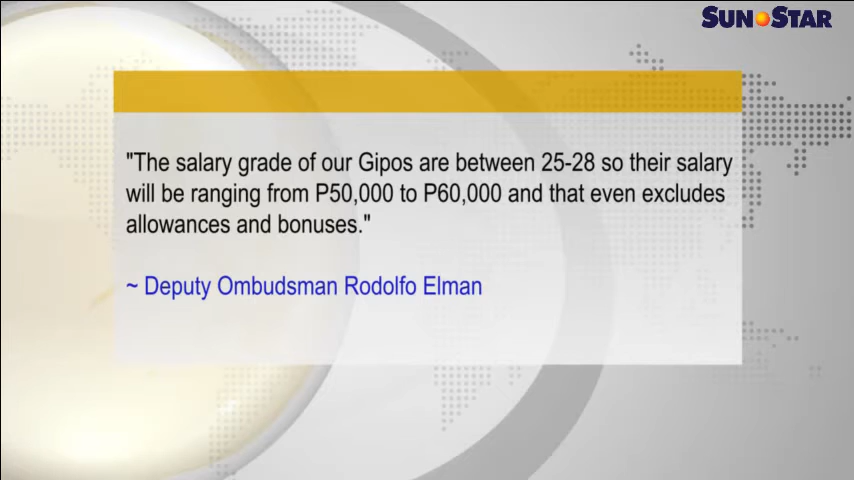 SUN STAR
"The salary grade of our Gipos are between 25-28 so their salary
will be ranging from P50,000 to P60,000 and that even excludes
allowances and bonuses."
~ Deputy Ombudsman Rodolfo Elman